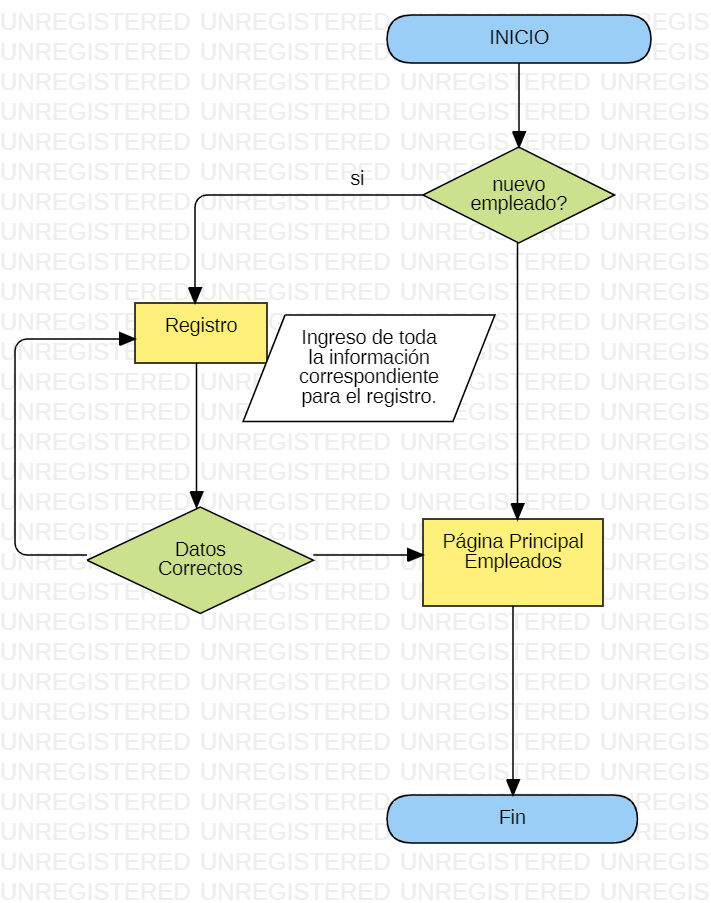 INICIO
si
nuevo
empleado?
Registro
Ingreso de toda
la información
correspondiente
para el registro.
Datos
Correctos
Página Principal
Empleados
Fin
UNREGISTERED UNREGISTERED UNREGISTERED UNREGIS